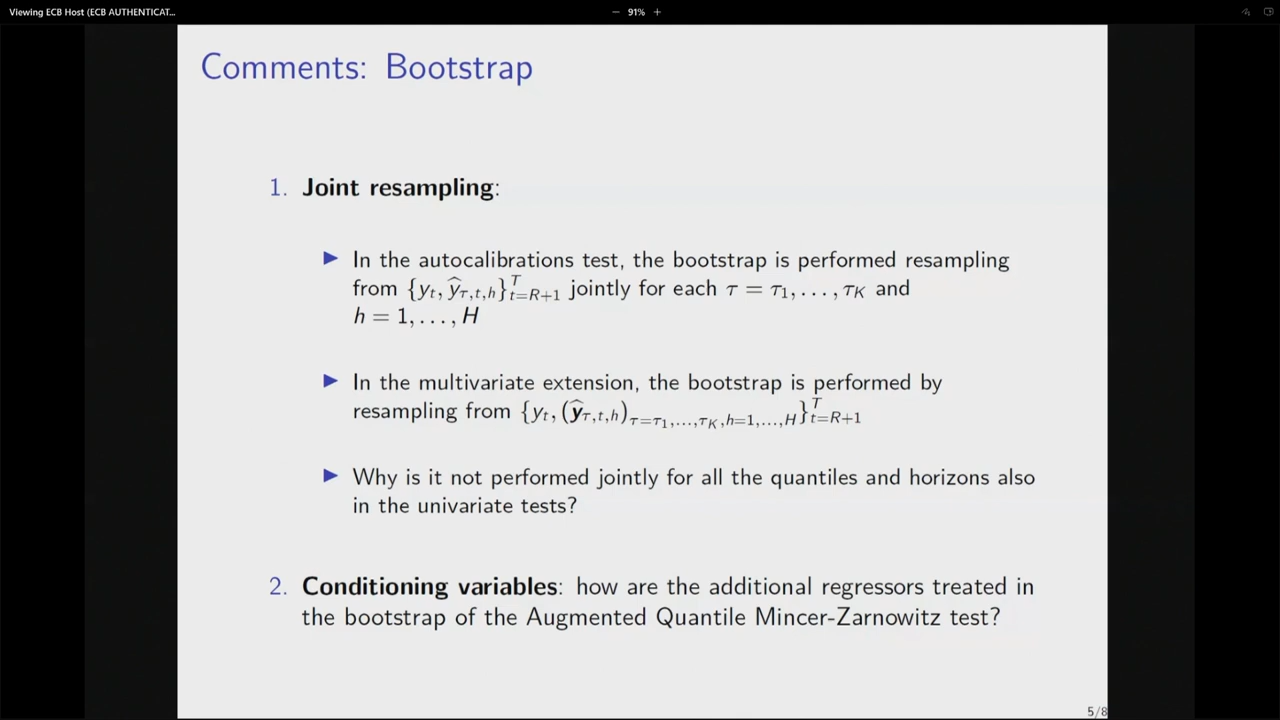 Viewing ECB Host (ECB AUTHENTICAT...
− 91% +
Comments: Bootstrap
1. Joint resampling:
▶ In the autocalibrations test, the bootstrap is performed resampling
from {y_t, ŷ_{τ,t,h}}_{t=R+1}^T jointly for each τ = τ_1, . . . , τ_K and
h = 1, . . . , H
▶ In the multivariate extension, the bootstrap is performed by
resampling from {y_t, (ŷ_{τ,t,h})_{τ=τ_1,...,τ_K,h=1,...,H}}_{t=R+1}^T
▶ Why is it not performed jointly for all the quantiles and horizons also
in the univariate tests?
2. Conditioning variables: how are the additional regressors treated in
the bootstrap of the Augmented Quantile Mincer-Zarnowitz test?
5/8